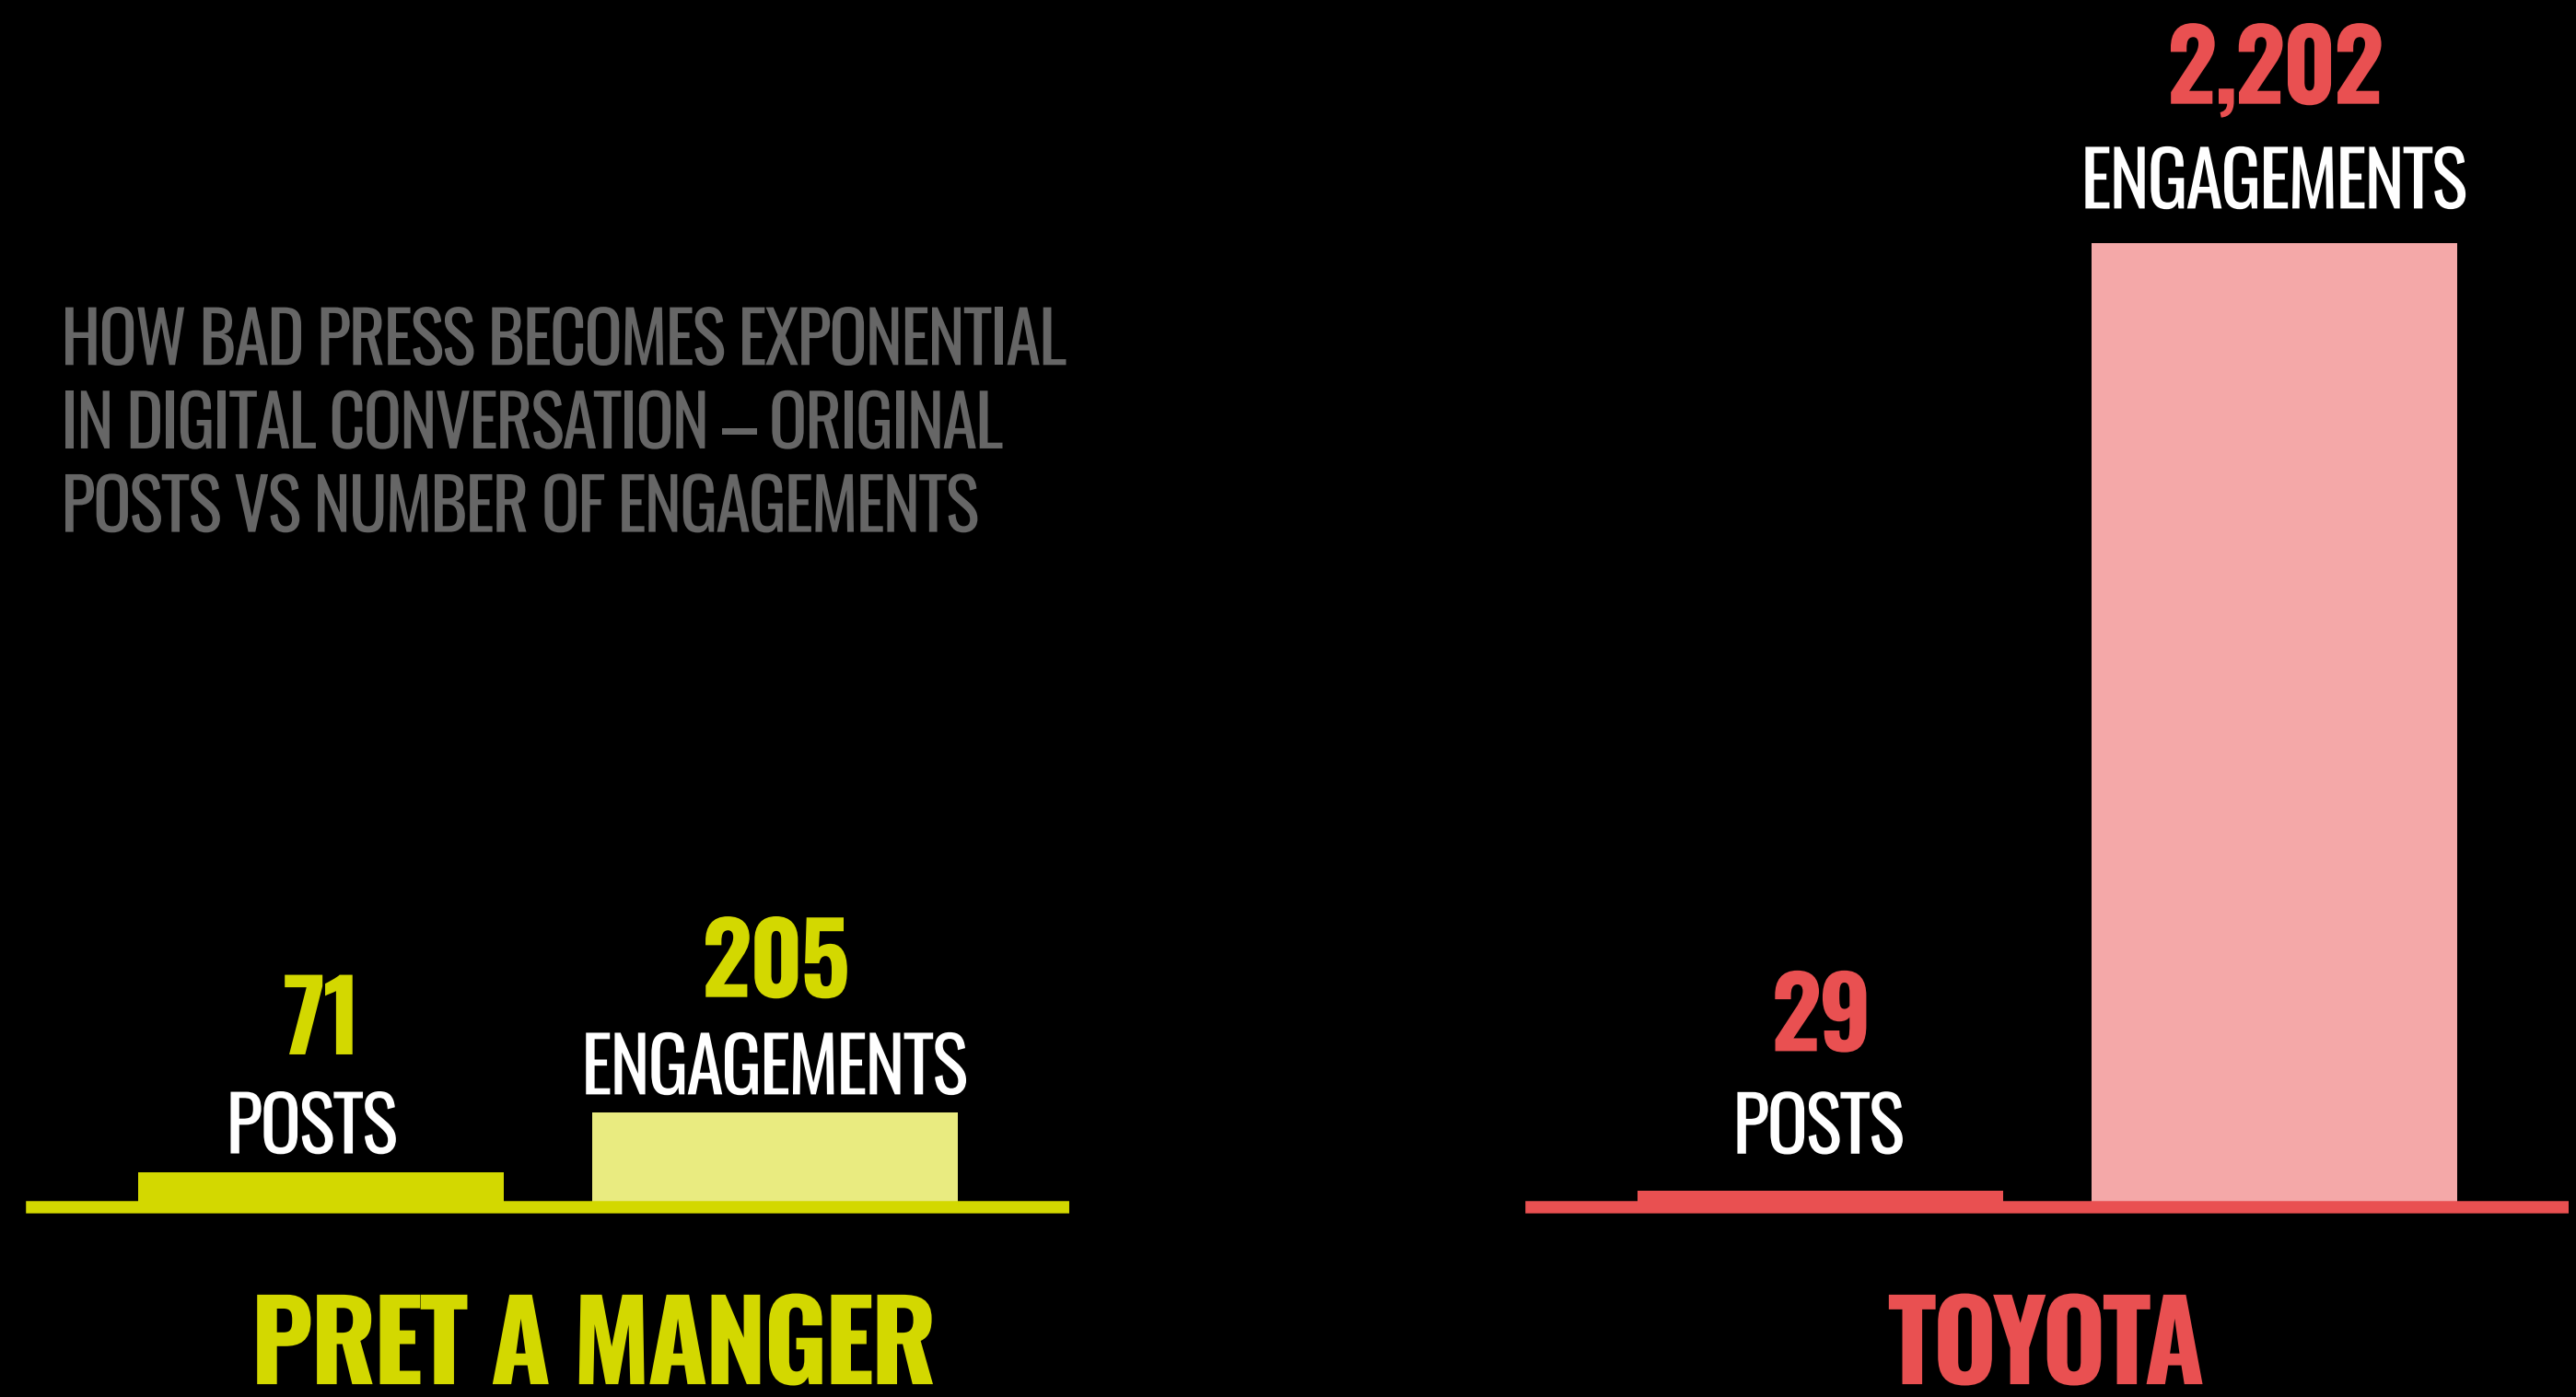 HOW BAD PRESS BECOMES EXPONENTIAL
IN DIGITAL CONVERSATION – ORIGINAL
POSTS VS NUMBER OF ENGAGEMENTS
71
POSTS
205
ENGAGEMENTS
PRET A MANGER
29
POSTS
2,202
ENGAGEMENTS
TOYOTA